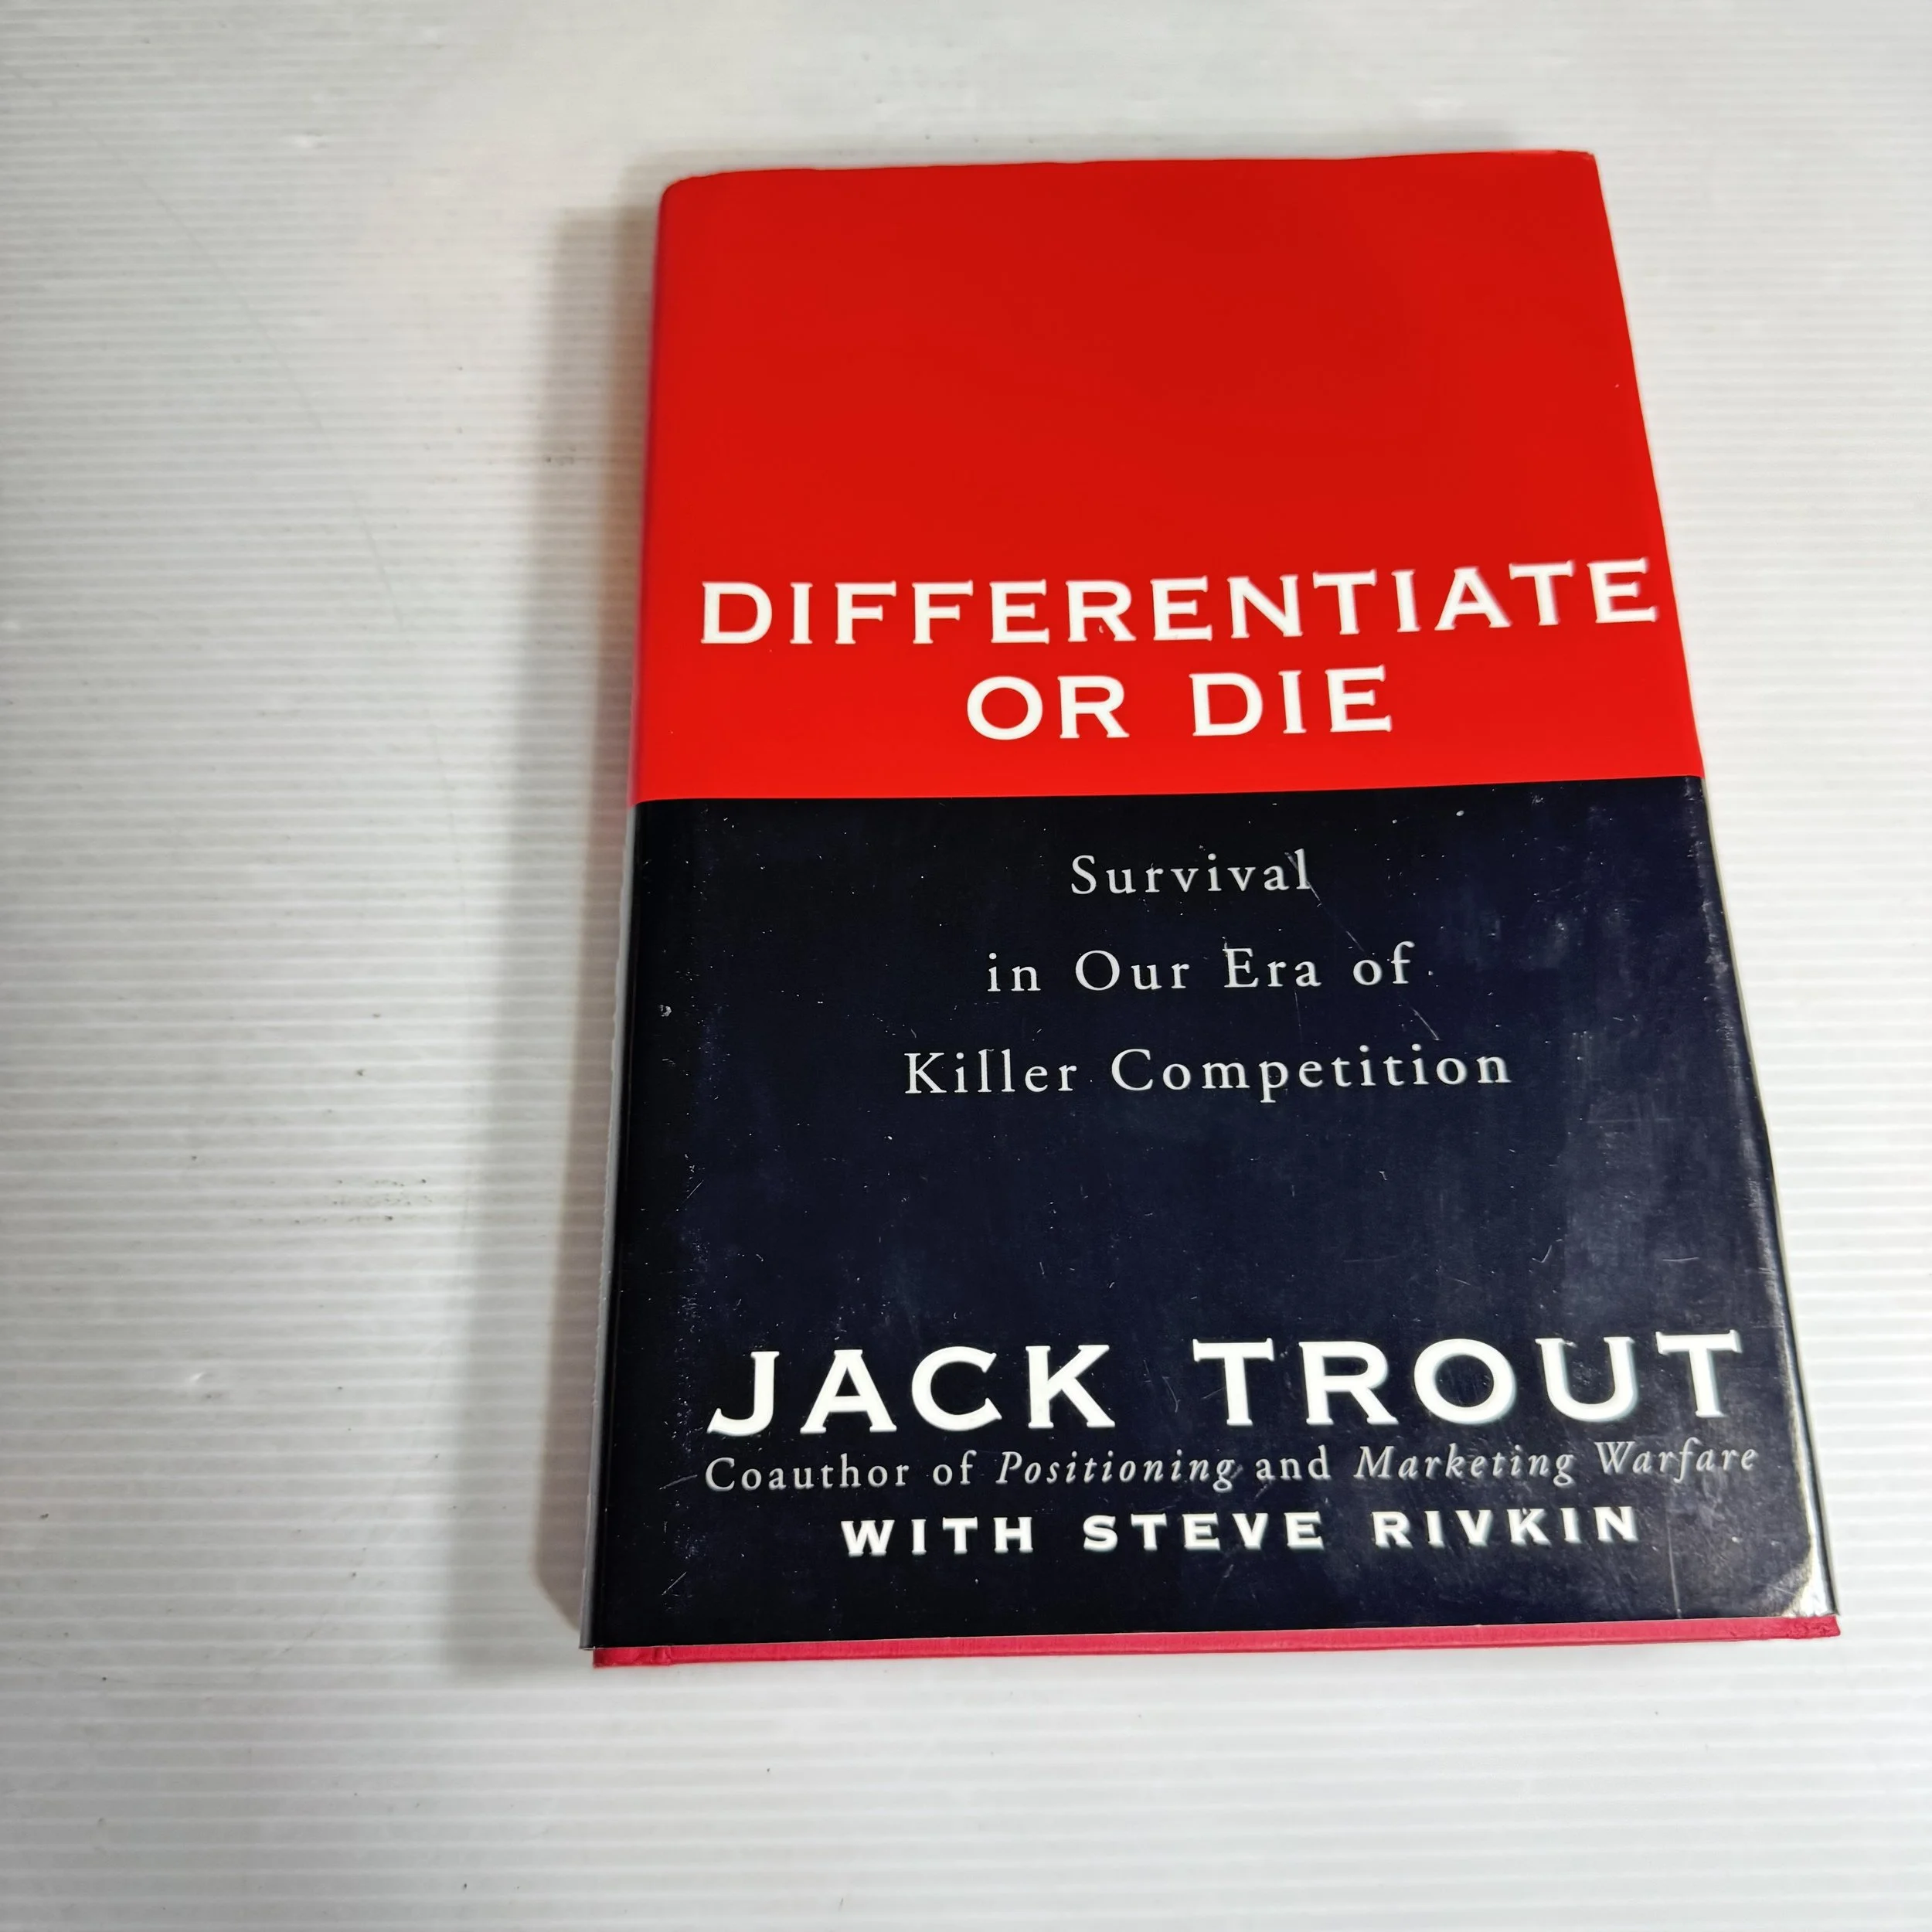 DIFFERENTIATE
OR DIE
Survival
in Our Era of
Killer Competition
JACK TROUT
Coauthor of Positioning and Marketing Warfare
WITH STEVE RIVKIN